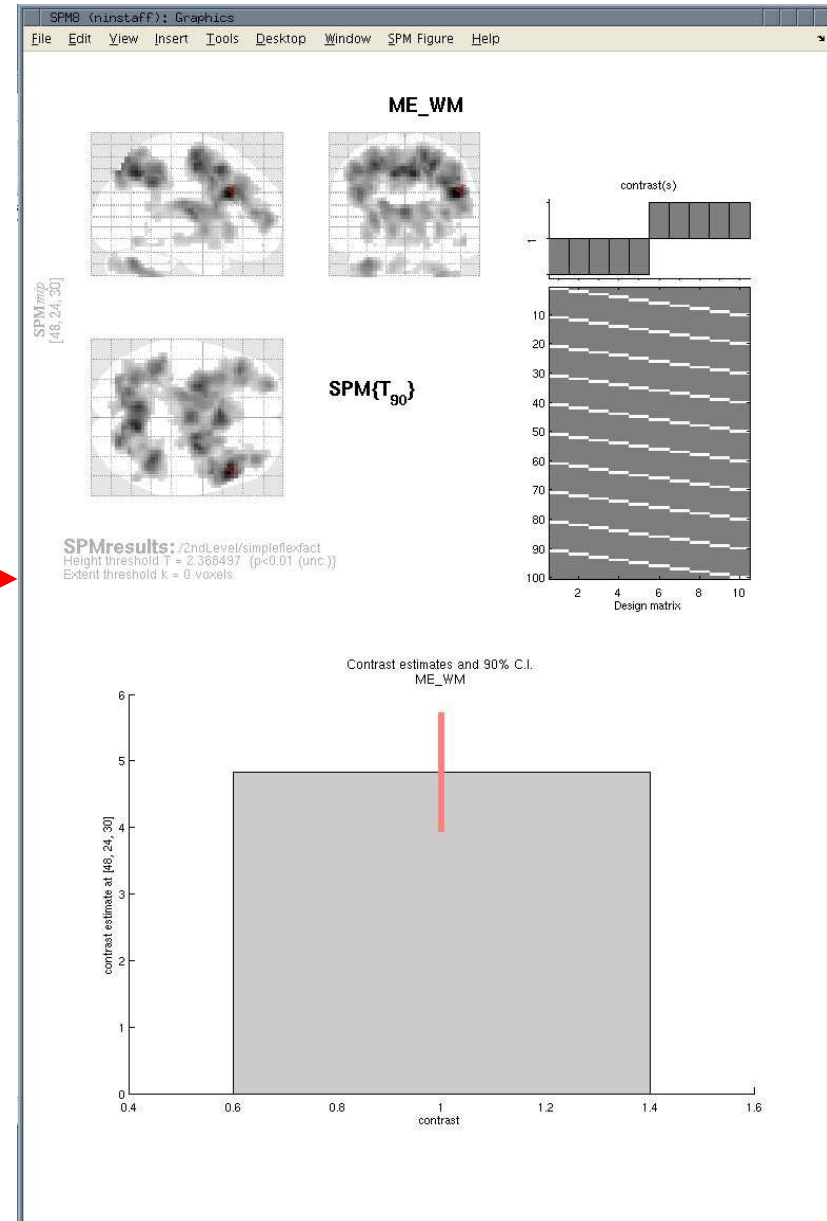 SPM8 (ninstaff): Graphics
File Edit View Insert Tools Desktop Window SPM Figure Help
ME_WM
SPMmip
[48, 24, 30]
SPM{T90}
SPMresults: ./2ndLevel/simpleflexfact
Height threshold T = 2.368497 {p<0.01 (unc.)}
Extent threshold k = 0 voxels
contrast(s)
1
10
20
30
40
50
60
70
80
90
100
2 4 6 8 10
Design matrix
Contrast estimates and 90% C.I.
ME_WM
contrast estimate at [48, 24, 30]
6
5
4
3
2
1
0
0.4 0.6 0.8 1 1.2 1.4 1.6
contrast